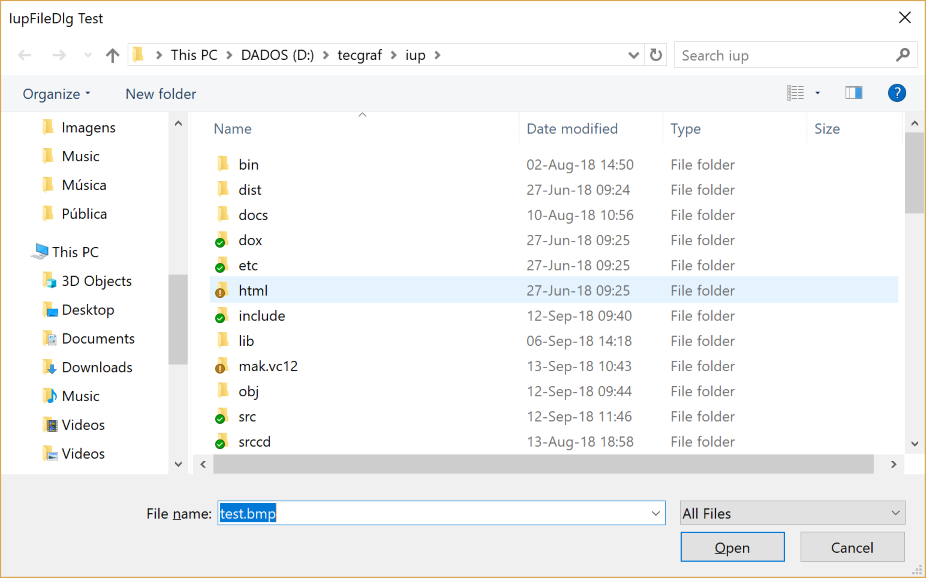 IupFileDlg Test
This PC > DADOS (D:) > tecgraf > iup >
Search iup
Organize
New folder
?
Imagens
Music
Música
Pública
This PC
3D Objects
Desktop
Documents
Downloads
Music
Videos
Videos
Name Date modified Type Size
bin 02-Aug-18 14:50 File folder
dist 27-Jun-18 09:24 File folder
docs 10-Aug-18 10:56 File folder
dox 27-Jun-18 09:25 File folder
etc 27-Jun-18 09:25 File folder
html 27-Jun-18 09:25 File folder
include 12-Sep-18 09:40 File folder
lib 06-Sep-18 14:18 File folder
mak.vc12 13-Sep-18 10:43 File folder
obj 12-Sep-18 09:44 File folder
src 12-Sep-18 11:46 File folder
srccd 13-Aug-18 18:58 File folder
File name: test.bmp
All Files
Open
Cancel